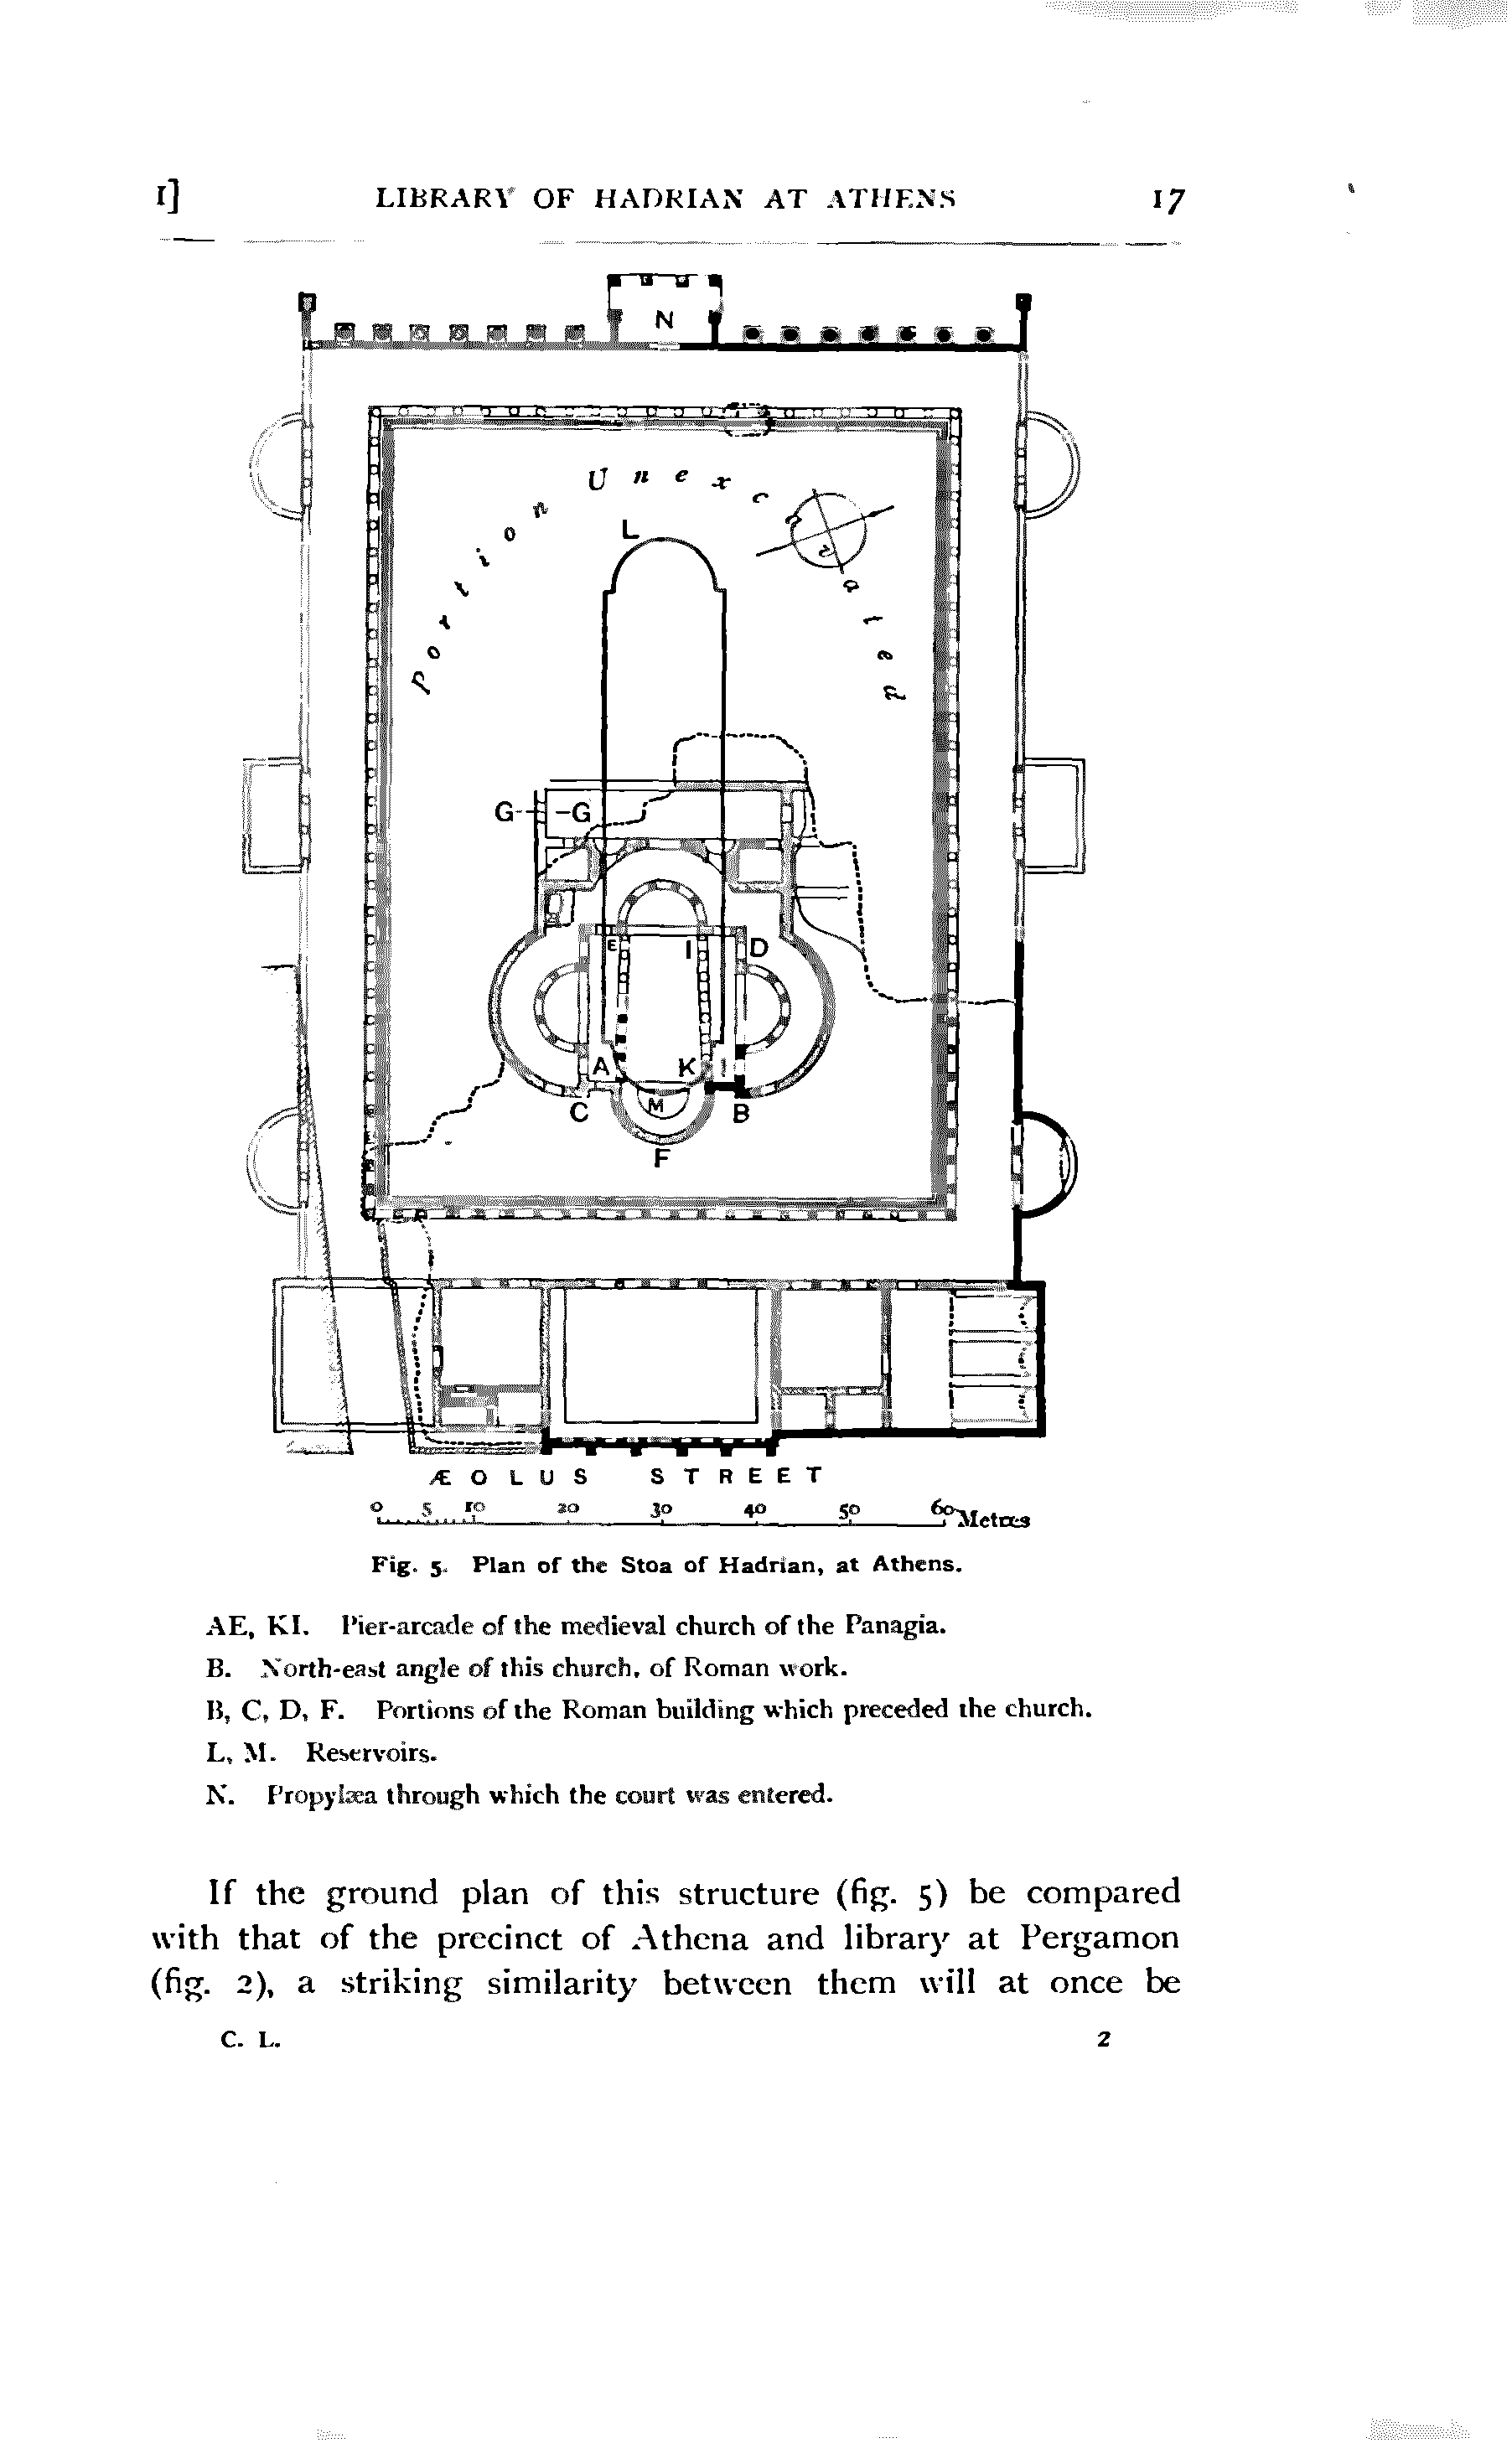 1] LIBRARY OF HADRIAN AT ATHENS 17
N
Portion Unexcavated
L
G G
E I D
A K
C M B
F
ÆOLUS STREET
0 5 10 20 30 40 50 60 Metres
Fig. 5. Plan of the Stoa of Hadrian, at Athens.
AE, KI. Pier-arcade of the medieval church of the Panagia.
B. North-east angle of this church, of Roman work.
B, C, D, F. Portions of the Roman building which preceded the church.
L, M. Reservoirs.
N. Propylæa through which the court was entered.
If the ground plan of this structure (fig. 5) be compared
with that of the precinct of Athena and library at Pergamon
(fig. 2), a striking similarity between them will at once be
C. L. 2